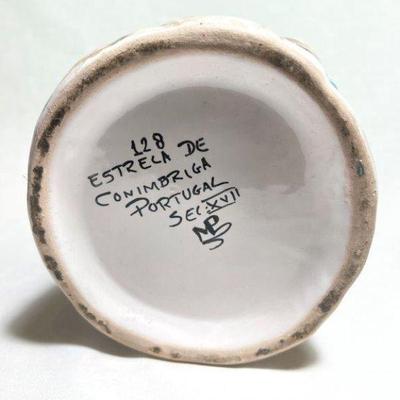 128
ESTRELA DE
CONIMBRIGA
PORTUGAL
SEC. XVII